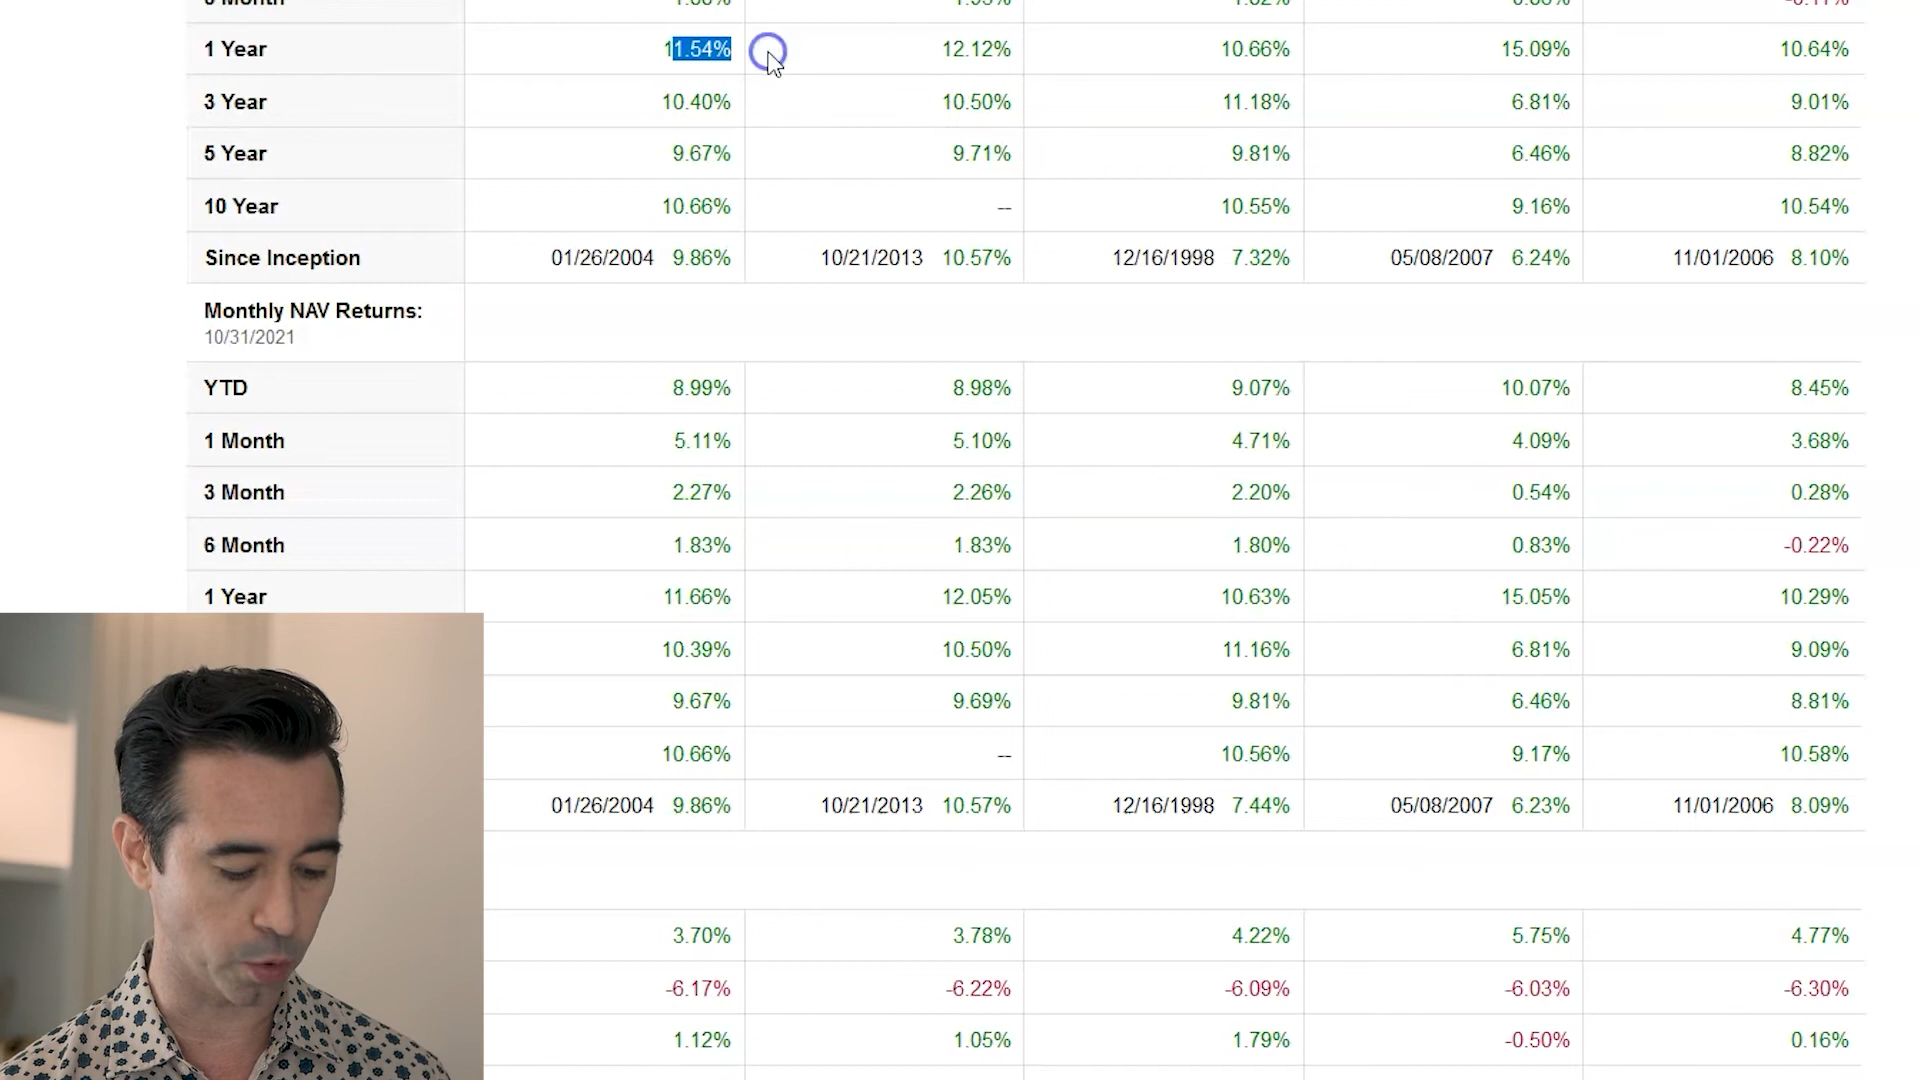 1 Year 11.54% 12.12% 10.66% 15.09% 10.64%
3 Year 10.40% 10.50% 11.18% 6.81% 9.01%
5 Year 9.67% 9.71% 9.81% 6.46% 8.82%
10 Year 10.66% -- 10.55% 9.16% 10.54%
Since Inception 01/26/2004 9.86% 10/21/2013 10.57% 12/16/1998 7.32% 05/08/2007 6.24% 11/01/2006 8.10%
Monthly NAV Returns:
10/31/2021
YTD 8.99% 8.98% 9.07% 10.07% 8.45%
1 Month 5.11% 5.10% 4.71% 4.09% 3.68%
3 Month 2.27% 2.26% 2.20% 0.54% 0.28%
6 Month 1.83% 1.83% 1.80% 0.83% -0.22%
1 Year 11.66% 12.05% 10.63% 15.05% 10.29%
10.39% 10.50% 11.16% 6.81% 9.09%
9.67% 9.69% 9.81% 6.46% 8.81%
10.66% -- 10.56% 9.17% 10.58%
01/26/2004 9.86% 10/21/2013 10.57% 12/16/1998 7.44% 05/08/2007 6.23% 11/01/2006 8.09%
3.70% 3.78% 4.22% 5.75% 4.77%
-6.17% -6.22% -6.09% -6.03% -6.30%
1.12% 1.05% 1.79% -0.50% 0.16%